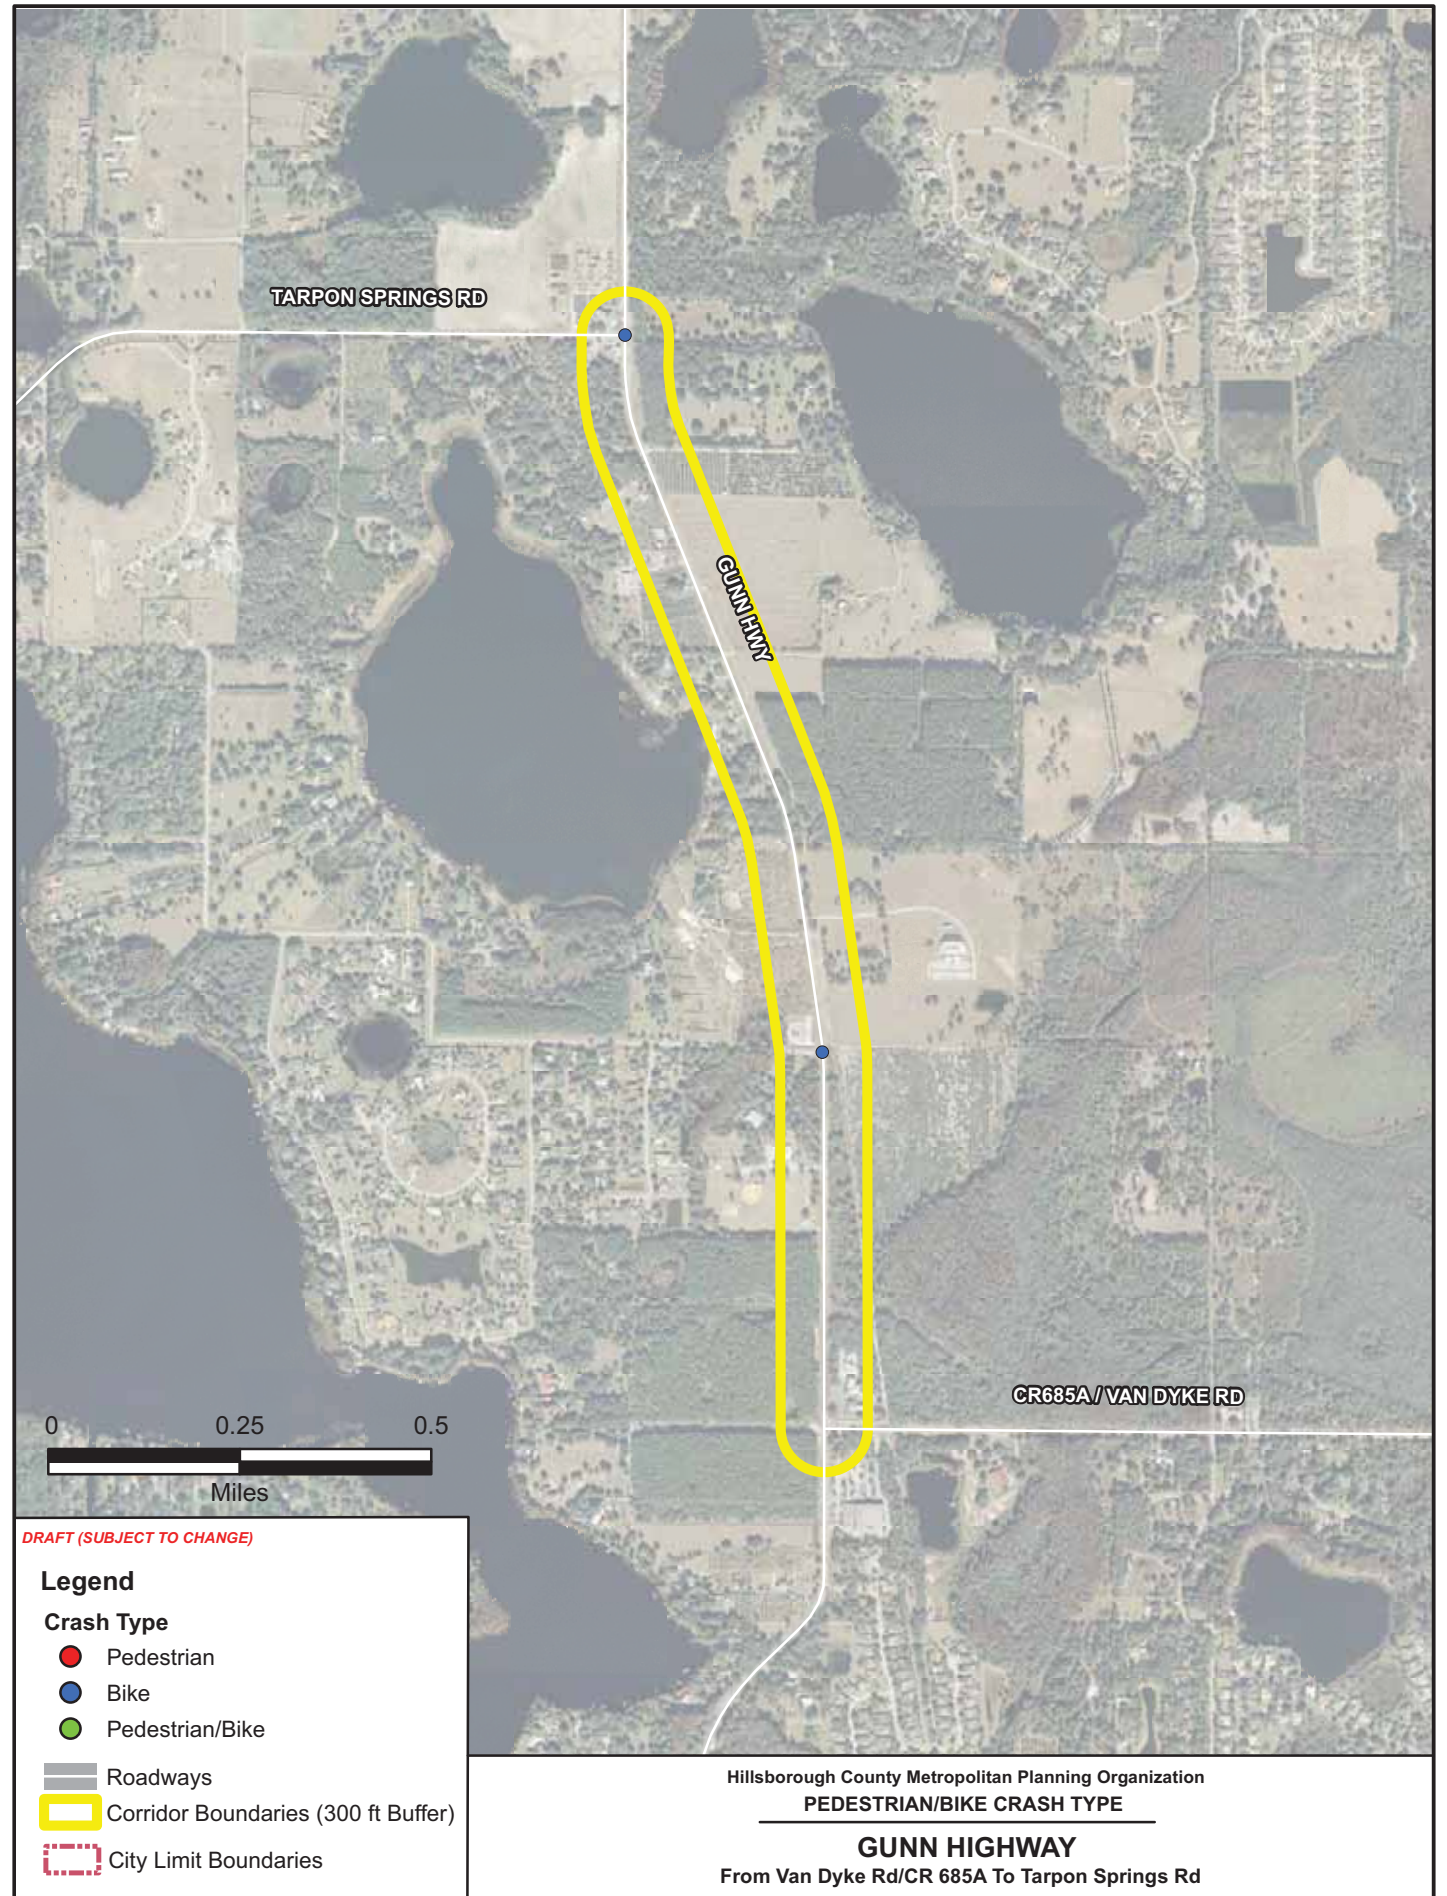 TARPON SPRINGS RD
GUNN HWY
CR685A / VAN DYKE RD
0 0.25 0.5
Miles
DRAFT (SUBJECT TO CHANGE)
Legend
Crash Type
Pedestrian
Bike
Pedestrian/Bike
Roadways
Corridor Boundaries (300 ft Buffer)
City Limit Boundaries
Hillsborough County Metropolitan Planning Organization
PEDESTRIAN/BIKE CRASH TYPE
GUNN HIGHWAY
From Van Dyke Rd/CR 685A To Tarpon Springs Rd